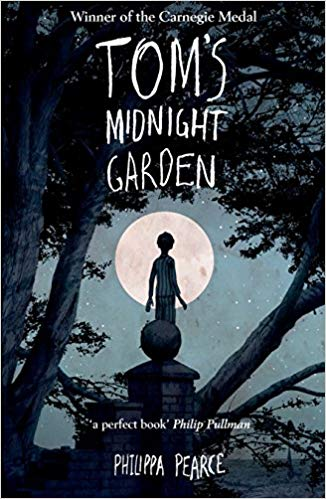 Winner of the Carnegie Medal
TOM'S
MIDNIGHT
GARDEN
'a perfect book' Philip Pullman
PHILIPPA PEARCE